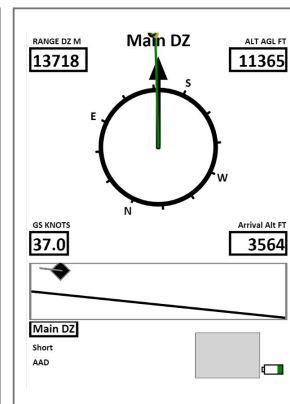 Main DZ
RANGE DZ M
13718
ALT AGL FT
11365
S
E
W
N
GS KNOTS
37.0
Arrival Alt FT
3564
Main DZ
Short
AAD